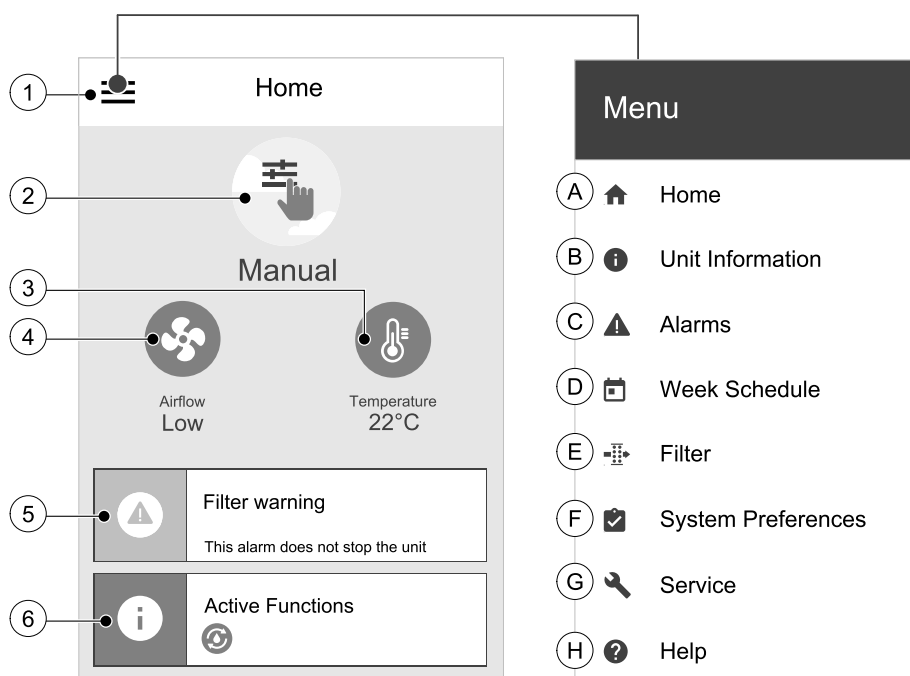 1
Home
2
Manual
3
4
Airflow
Low
Temperature
22°C
5
Filter warning
This alarm does not stop the unit
6
Active Functions
Menu
A Home
B Unit Information
C Alarms
D Week Schedule
E Filter
F System Preferences
G Service
H Help